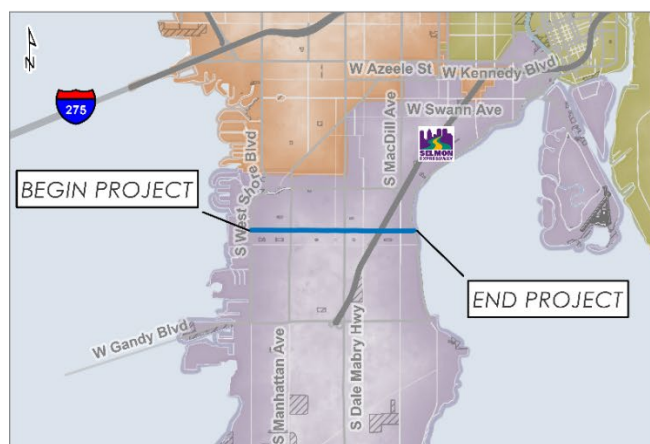 N
W Azeele St
W Kennedy Blvd
275
W Swann Ave
S MacDill Ave
SELMON
EXPRESSWAY
BEGIN PROJECT
S West Shore Blvd
END PROJECT
W Gandy Blvd
S Manhattan Ave
S Dale Mabry Hwy